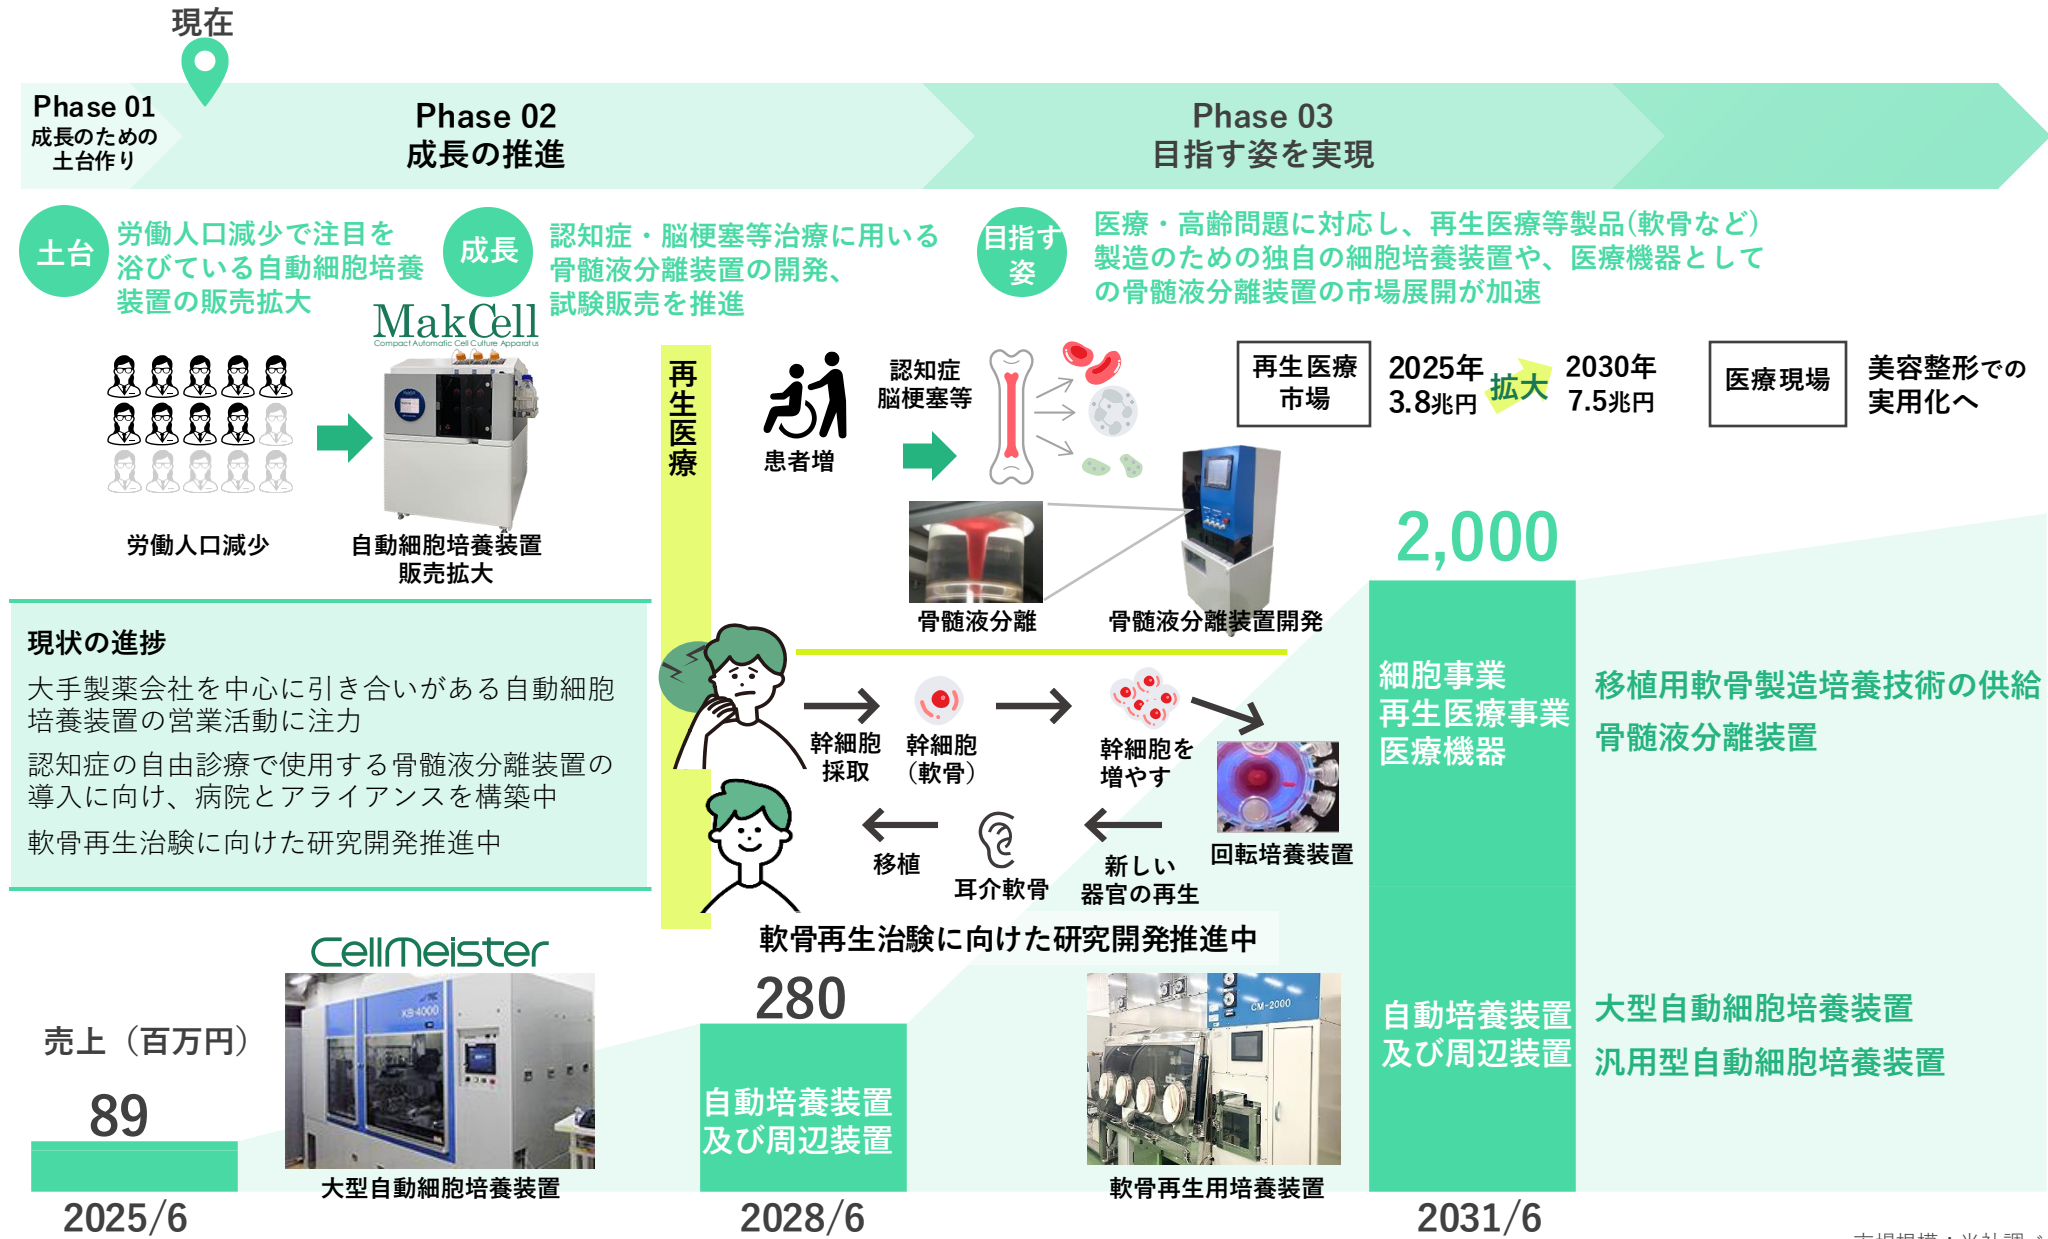 現在
Phase 01
成長のための
土台作り
Phase 02
成長の推進
Phase 03
目指す姿を実現
土台
労働人口減少で注目を
浴びている自動細胞培養
装置の販売拡大
成長
認知症・脳梗塞等治療に用いる
骨髄液分離装置の開発、
試験販売を推進
目指す
姿
医療・高齢問題に対応し、再生医療等製品(軟骨など)
製造のための独自の細胞培養装置や、医療機器として
の骨髄液分離装置の市場展開が加速
MakCell
Compact Automatic Cell Culture Apparatus
労働人口減少
自動細胞培養装置
販売拡大
再生医療
患者増
認知症
脳梗塞等
骨髄液分離
骨髄液分離装置開発
再生医療
市場
2025年
3.8兆円
拡大
2030年
7.5兆円
医療現場
美容整形での
実用化へ
現状の進捗
大手製薬会社を中心に引き合いがある自動細胞
培養装置の営業活動に注力
認知症の自由診療で使用する骨髄液分離装置の
導入に向け、病院とアライアンスを構築中
軟骨再生治験に向けた研究開発推進中
幹細胞
採取
幹細胞
（軟骨）
幹細胞を
増やす
回転培養装置
新しい
器官の再生
耳介軟骨
移植
軟骨再生治験に向けた研究開発推進中
2,000
細胞事業
再生医療事業
医療機器
移植用軟骨製造培養技術の供給
骨髄液分離装置
自動培養装置
及び周辺装置
大型自動細胞培養装置
汎用型自動細胞培養装置
CellMeister
KB-4000
大型自動細胞培養装置
280
自動培養装置
及び周辺装置
CM-2000
軟骨再生用培養装置
売上（百万円）
89
2025/6
2028/6
2031/6